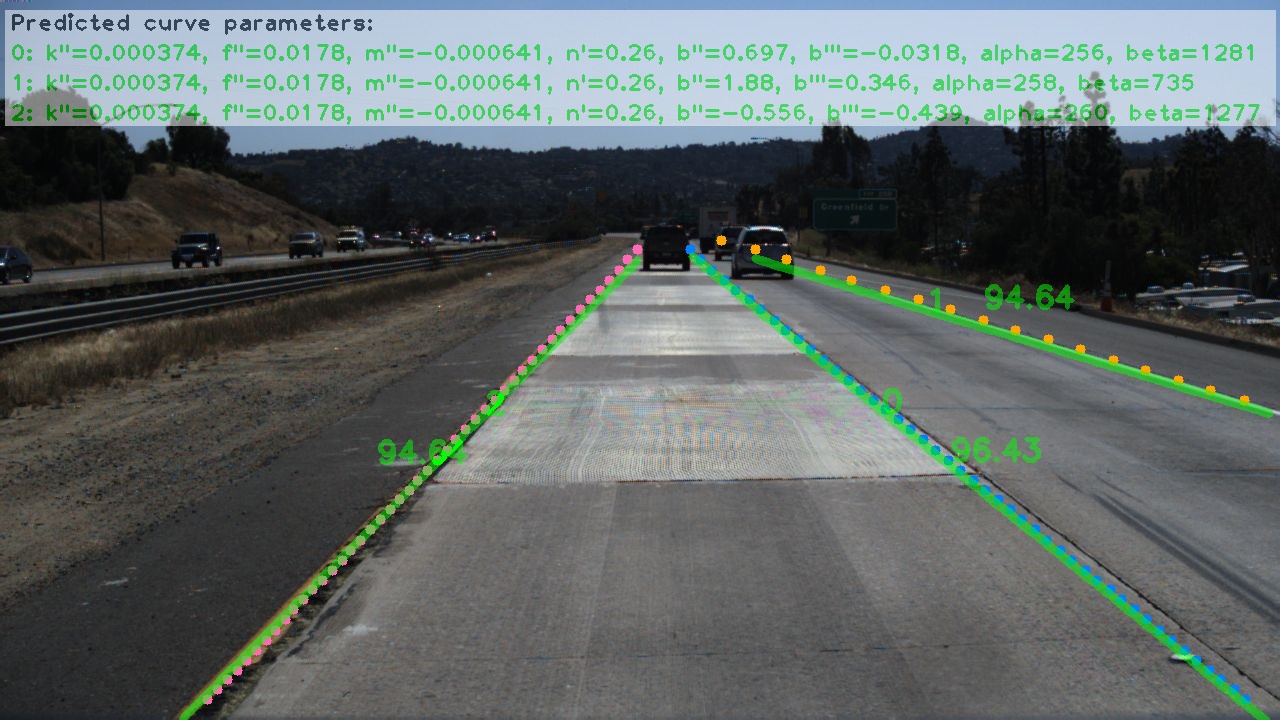 Predicted curve parameters:
0: k''=0.000374, f''=0.0178, m''=-0.000641, n'=0.26, b''=0.697, b'''=-0.0318, alpha=256, beta=1281
1: k''=0.000374, f''=0.0178, m''=-0.000641, n'=0.26, b''=1.88, b'''=0.346, alpha=258, beta=735
2: k''=0.000374, f''=0.0178, m''=-0.000641, n'=0.26, b''=-0.556, b'''=-0.439, alpha=260, beta=1277
Greenfield Dr
1 94.64
2 0
94.64 96.43